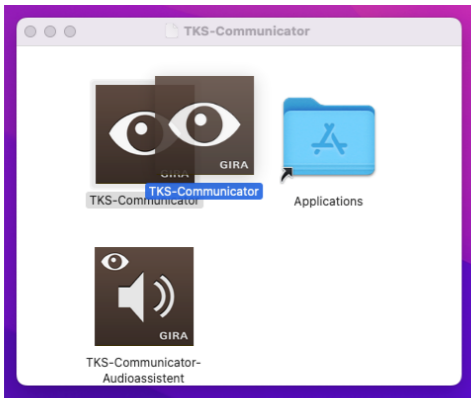 TKS-Communicator
GIRA
GIRA
TKS-Communicator
TKS-Communicator
Applications
GIRA
TKS-Communicator-
Audioassistent